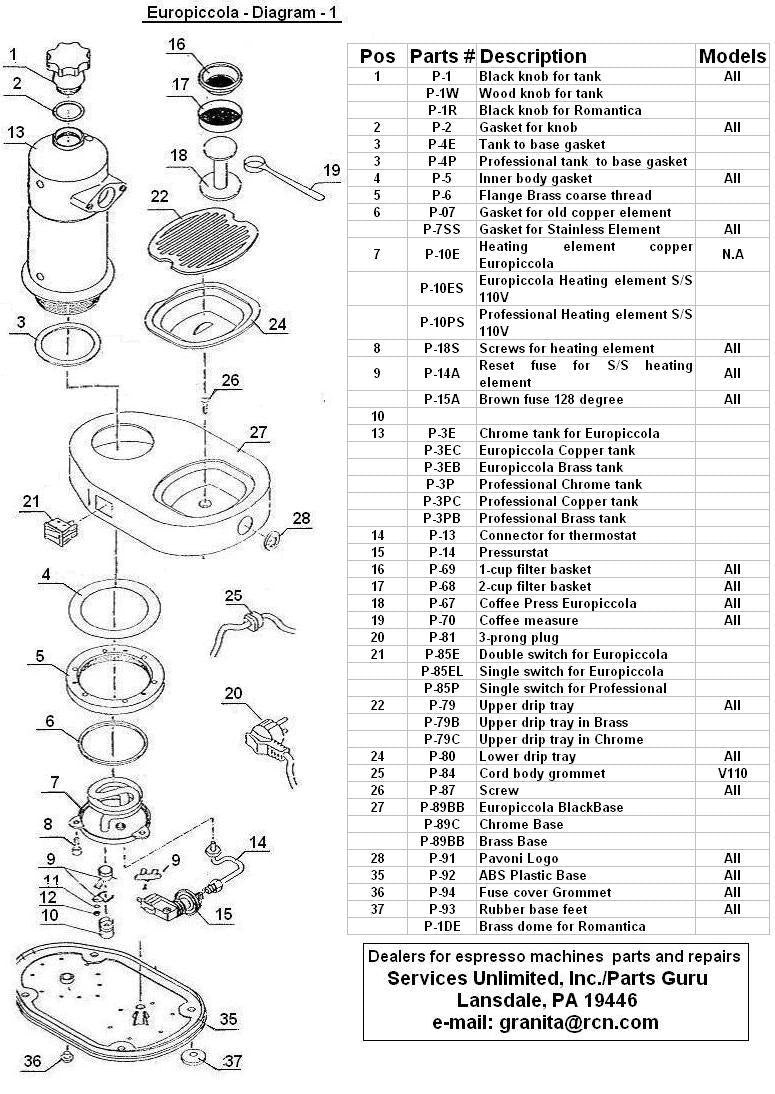 Europiccola - Diagram - 1
1
2
13
3
16
17
18
19
22
24
26
27
21
28
4
25
5
20
6
7
8
14
9
9
11
12
10
15
35
36
37
Pos Parts # Description Models
1 P-1 Black knob for tank All
P-1W Wood knob for tank
P-1R Black knob for Romantica
2 P-2 Gasket for knob All
3 P-4E Tank to base gasket
3 P-4P Professional tank to base gasket
4 P-5 Inner body gasket All
5 P-6 Flange Brass coarse thread
6 P-07 Gasket for old copper element
P-7SS Gasket for Stainless Element All
7 P-10E Heating element copper Europiccola N.A
P-10ES Europiccola Heating element S/S 110V
P-10PS Professional Heating element S/S 110V
8 P-18S Screws for heating element All
9 P-14A Reset fuse for S/S heating element All
P-15A Brown fuse 128 degree All
10
13 P-3E Chrome tank for Europiccola
P-3EC Europiccola Copper tank
P-3EB Europiccola Brass tank
P-3P Professional Chrome tank
P-3PC Professional Copper tank
P-3PB Professional Brass tank
14 P-13 Connector for thermostat
15 P-14 Pressurstat
16 P-69 1-cup filter basket All
17 P-68 2-cup filter basket All
18 P-67 Coffee Press Europiccola All
19 P-70 Coffee measure All
20 P-81 3-prong plug
21 P-85E Double switch for Europiccola
P-85EL Single switch for Europiccola
P-85P Single switch for Professional
22 P-79 Upper drip tray All
P-79B Upper drip tray in Brass
P-79C Upper drip tray in Chrome
24 P-80 Lower drip tray All
25 P-84 Cord body grommet V110
26 P-87 Screw All
27 P-89BB Europiccola BlackBase
P-89C Chrome Base
P-89BB Brass Base
28 P-91 Pavoni Logo All
35 P-92 ABS Plastic Base All
36 P-94 Fuse cover Grommet All
37 P-93 Rubber base feet All
P-1DE Brass dome for Romantica
Dealers for espresso machines parts and repairs
Services Unlimited, Inc./Parts Guru
Lansdale, PA 19446
e-mail: granita@rcn.com